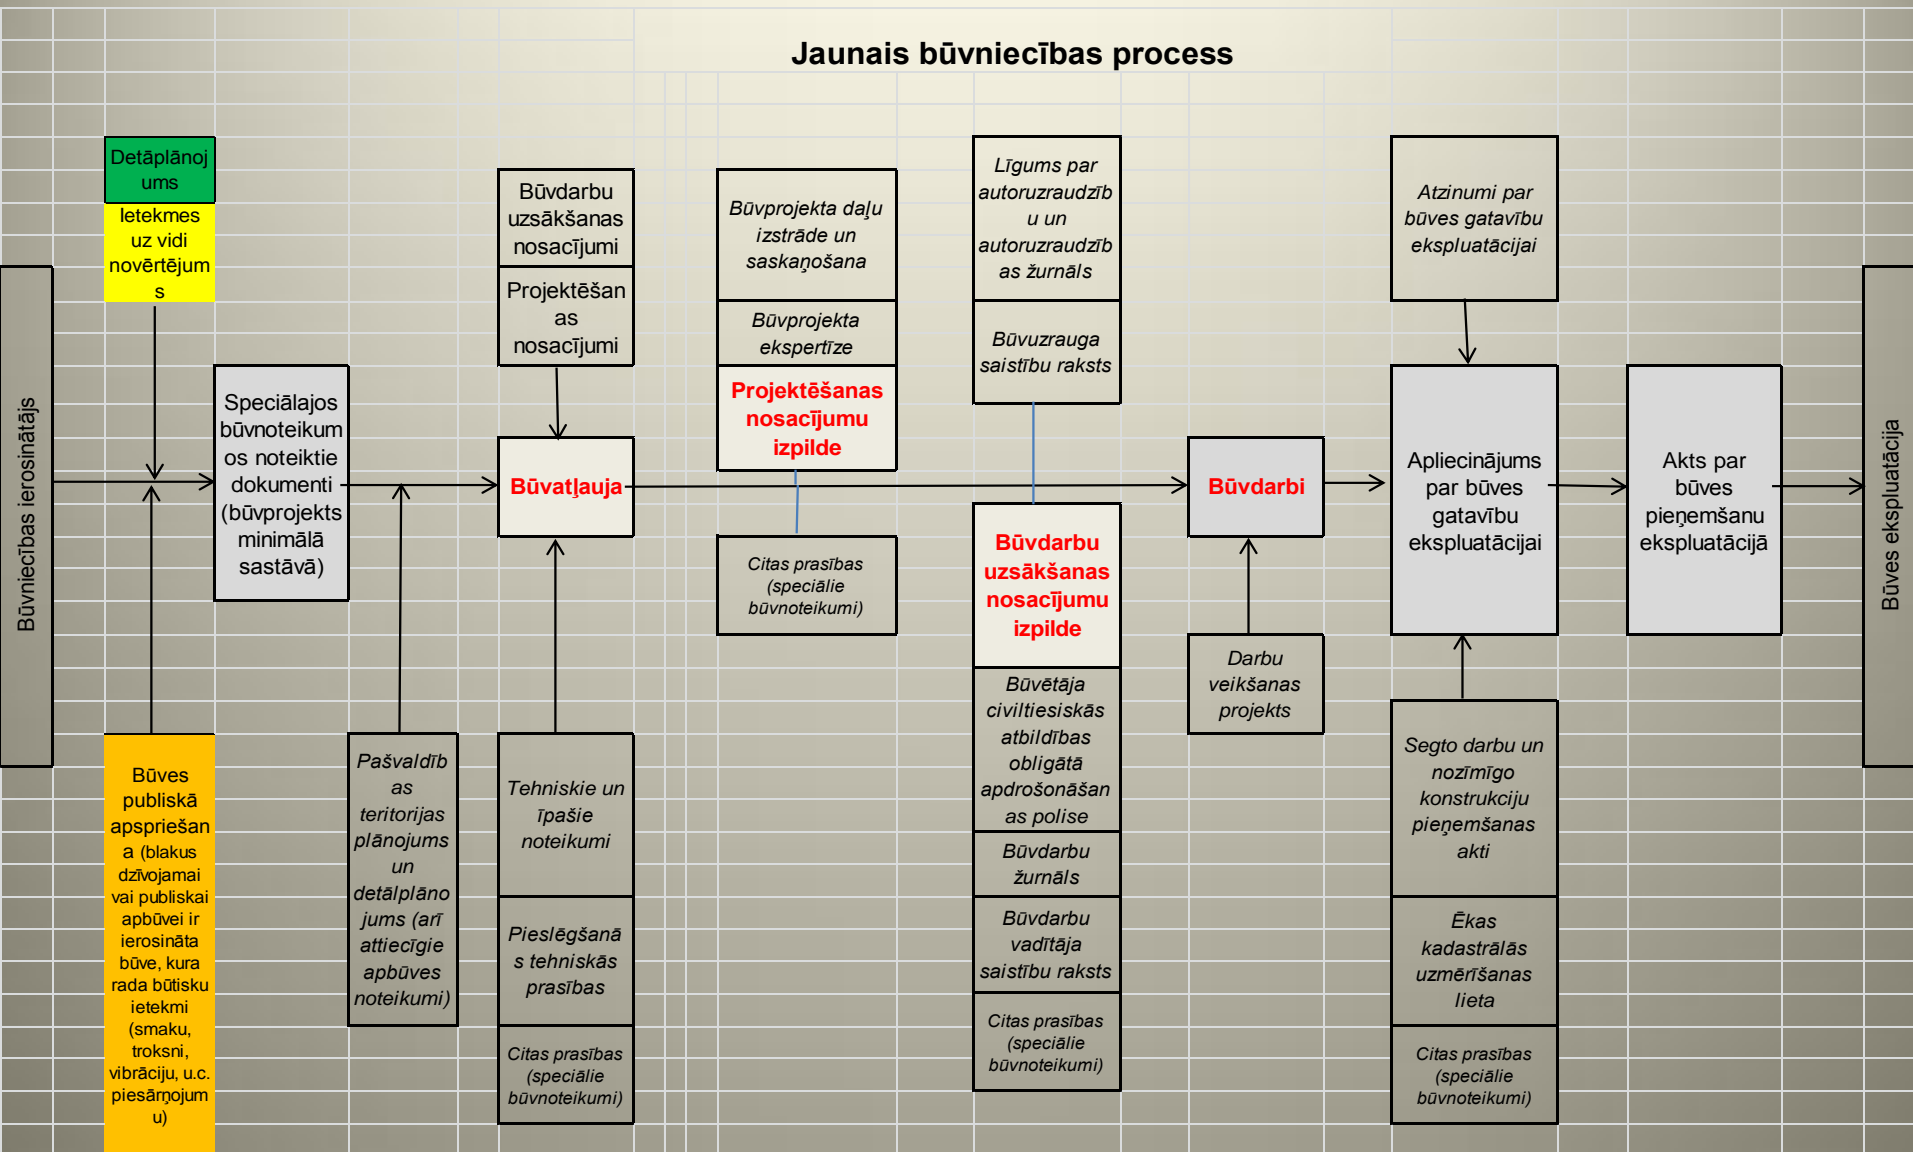 Jaunais būvniecības process
Būvniecības ierosinātājs
Detāplānoj
ums
Ietekmes
uz vidi
novērtējum
s
Būves
publiskā
apspriešan
a (blakus
dzīvojamai
vai publiskai
apbūvei ir
ierosināta
būve, kura
rada būtisku
ietekmi
(smaku,
troksni,
vibrāciju, u.c.
piesārņojum
u)
Speciālajos
būvnoteikum
os noteiktie
dokumenti
(būvprojekts
minimālā
sastāvā)
Pašvaldīb
as
teritorijas
plānojums
un
detālplāno
jums (arī
attiecīgie
apbūves
noteikumi)
Būvdarbu
uzsākšanas
nosacījumi
Projektēšan
as
nosacījumi
Būvatļauja
Tehniskie un
īpašie
noteikumi
Pieslēgšanā
s tehniskās
prasības
Citas prasības
(speciālie
būvnoteikumi)
Būvprojekta daļu
izstrāde un
saskaņošana
Būvprojekta
ekspertīze
Projektēšanas
nosacījumu
izpilde
Citas prasības
(speciālie
būvnoteikumi)
Līgums par
autoruzraudzīb
u un
autoruzraudzīb
as žurnāls
Būvuzrauga
saistību raksts
Būvdarbu
uzsākšanas
nosacījumu
izpilde
Būvētāja
civiltiesiskās
atbildības
obligātā
apdrošonāšan
as polise
Būvdarbu
žurnāls
Būvdarbu
vadītāja
saistību raksts
Citas prasības
(speciālie
būvnoteikumi)
Būvdarbi
Darbu
veikšanas
projekts
Atzinumi par
būves gatavību
ekspluatācijai
Apliecinājums
par būves
gatavību
ekspluatācijai
Segto darbu un
nozīmīgo
konstrukciju
pieņemšanas
akti
Ēkas
kadastrālās
uzmērīšanas
lieta
Citas prasības
(speciālie
būvnoteikumi)
Akts par
būves
pieņemšanu
ekspluatācijā
Būves ekspluatācija